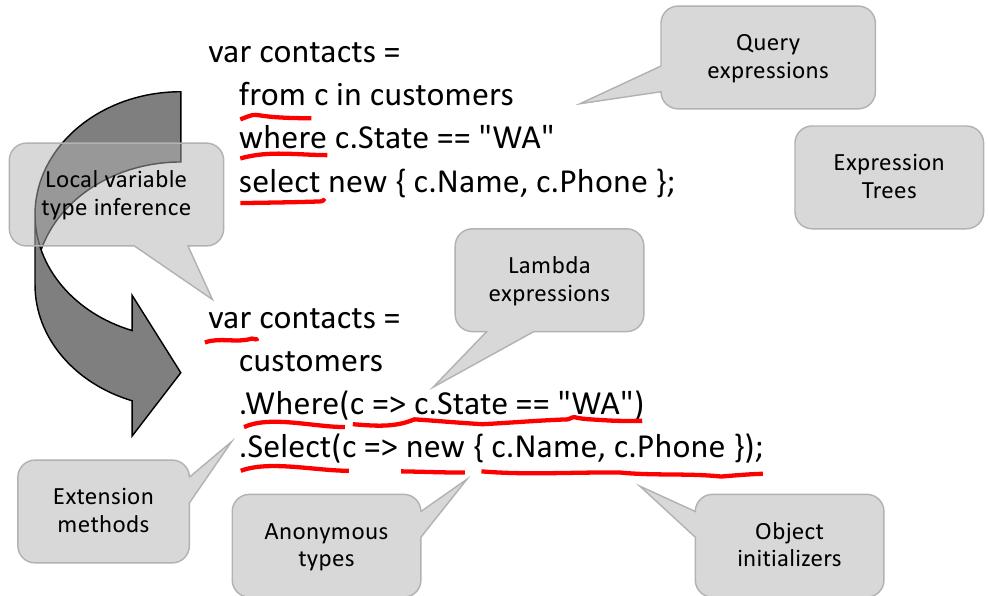 var contacts =
from c in customers
where c.State == "WA"
select new { c.Name, c.Phone };
Query
expressions
Expression
Trees
Local variable
type inference
Lambda
expressions
var contacts =
customers
.Where(c => c.State == "WA")
.Select(c => new { c.Name, c.Phone });
Extension
methods
Anonymous
types
Object
initializers